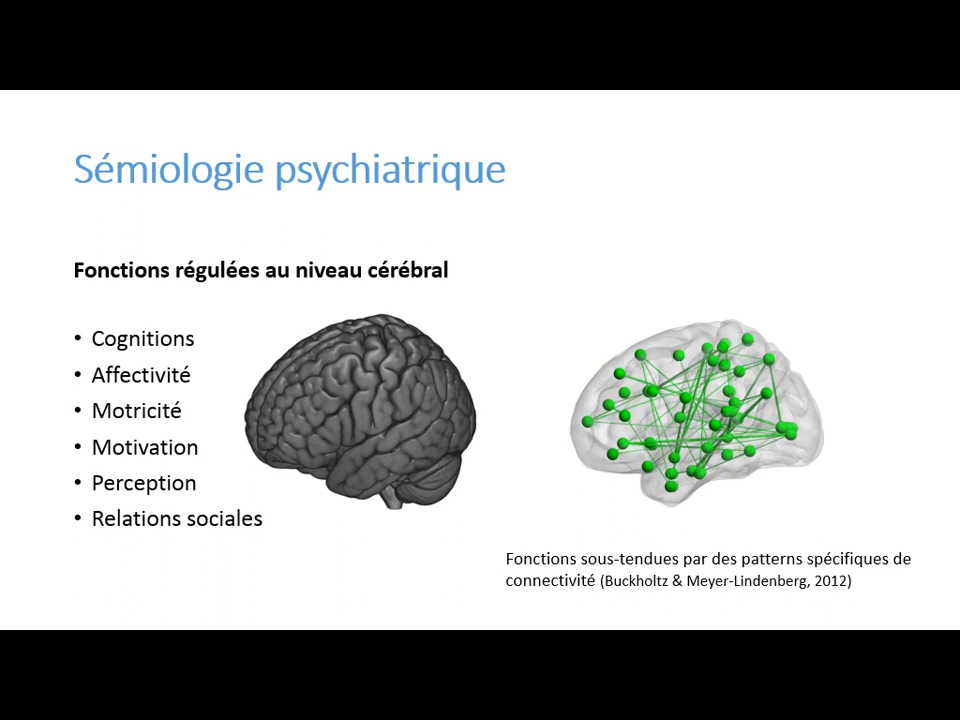 Sémiologie psychiatrique
Fonctions régulées au niveau cérébral
• Cognitions
• Affectivité
• Motricité
• Motivation
• Perception
• Relations sociales
Fonctions sous-tendues par des patterns spécifiques de
connectivité (Buckholtz & Meyer-Lindenberg, 2012)